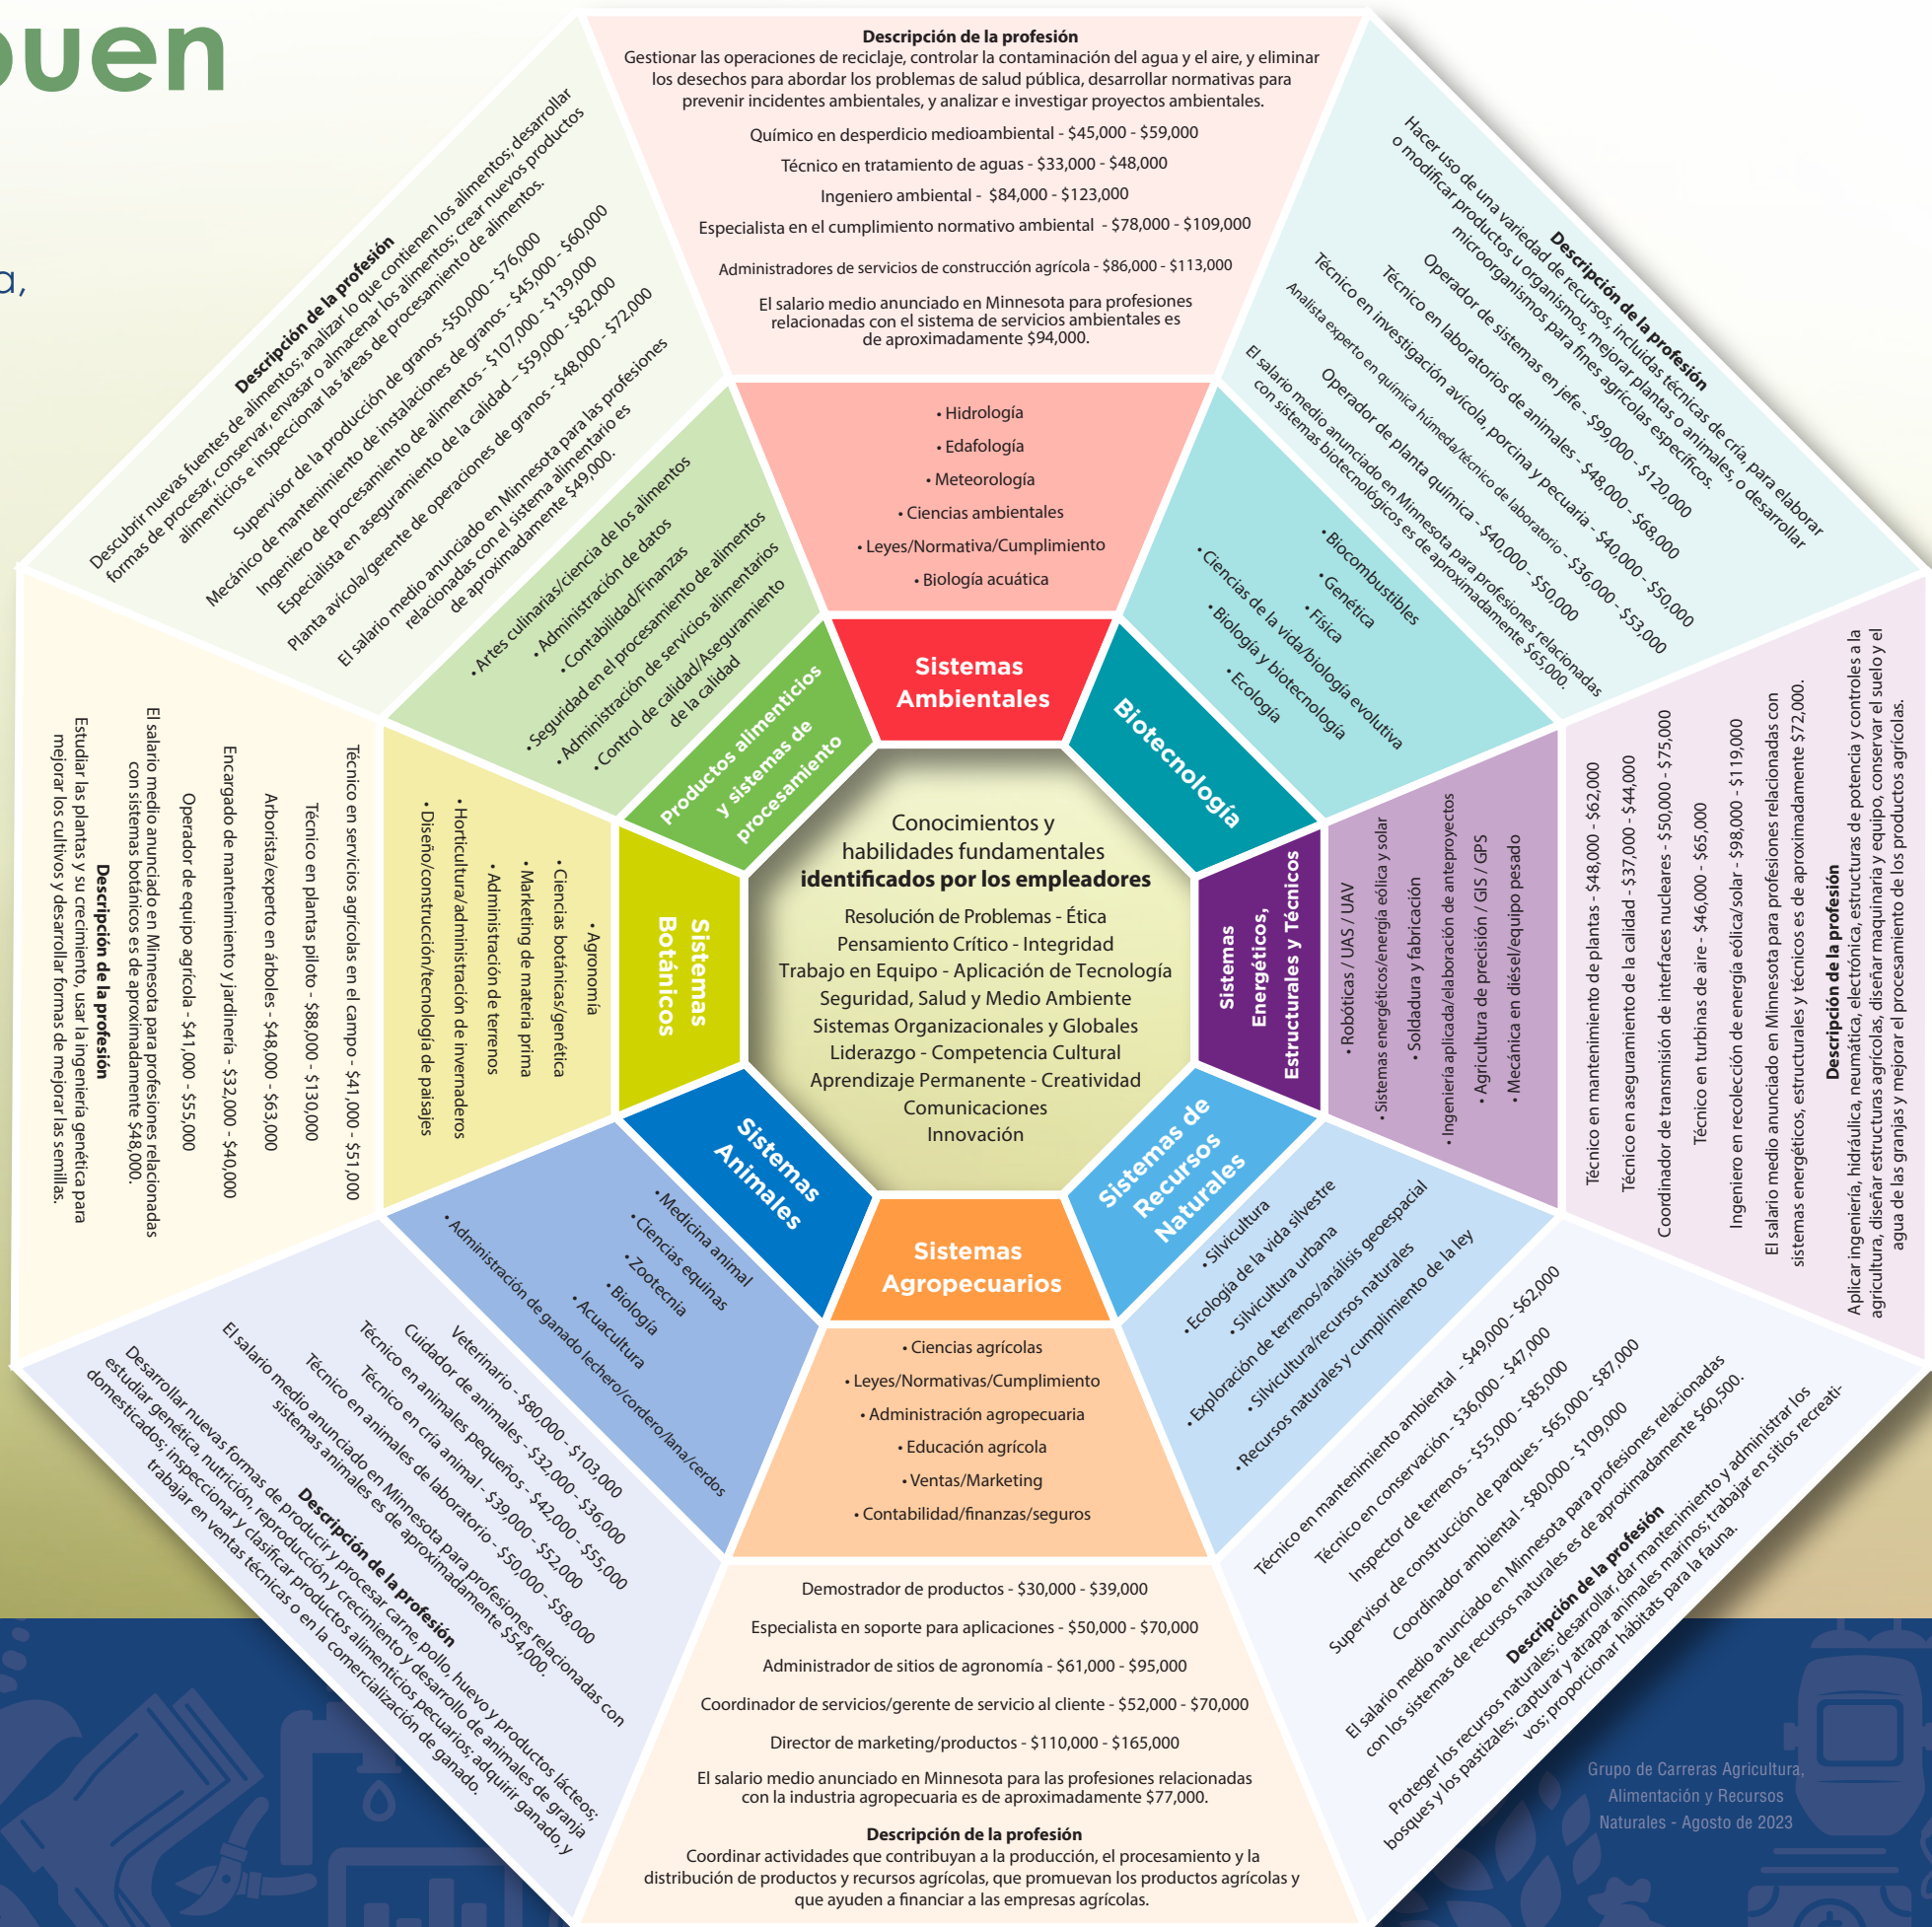 buen
a,
Descripción de la profesión
Gestionar las operaciones de reciclaje, controlar la contaminación del agua y el aire, y eliminar
los desechos para abordar los problemas de salud pública, desarrollar normativas para
prevenir incidentes ambientales, y analizar e investigar proyectos ambientales.
Químico en desperdicio medioambiental - $45,000 - $59,000
Técnico en tratamiento de aguas - $33,000 - $48,000
Ingeniero ambiental -  $84,000 - $123,000
Especialista en el cumplimiento normativo ambiental  - $78,000 - $109,000
Administradores de servicios de construcción agrícola - $86,000 - $113,000
El salario medio anunciado en Minnesota para profesiones
relacionadas con el sistema de servicios ambientales es
de aproximadamente $94,000.
• Hidrología
• Edafología
• Meteorología
• Ciencias ambientales
• Leyes/Normativa/Cumplimiento
• Biología acuática
Sistemas
Ambientales
Descripción de la profesión
Hacer uso de una variedad de recursos, incluidas técnicas de cría, para elaborar
o modificar productos u organismos, mejorar plantas o animales, o desarrollar
microorganismos para fines agrícolas específicos.
Operador de sistemas en jefe - $99,000 - $120,000
Técnico en laboratorios de animales - $48,000 - $68,000
Técnico en investigación avícola, porcina y pecuaria - $40,000 - $50,000
Analista experto en química húmeda/técnico de laboratorio - $36,000 - $53,000
Operador de planta química - $40,000 - $50,000
El salario medio anunciado en Minnesota para profesiones relacionadas
con sistemas biotecnológicos es de aproximadamente $65,000.
• Biocombustibles
• Genética
• Física
• Ciencias de la vida/biología evolutiva
• Biología y biotecnología
• Ecología
Biotecnología
Sistemas
Energéticos,
Estructurales y Técnicos
• Robóticas / UAS / UAV
• Sistemas energéticos/energía eólica y solar
• Soldadura y fabricación
• Ingeniería aplicada/elaboración de anteproyectos
• Agricultura de precisión / GIS / GPS
• Mecánica en diésel/equipo pesado
Técnico en mantenimiento de plantas - $48,000 - $62,000
Técnico en aseguramiento de la calidad - $37,000 - $44,000
Coordinador de transmisión de interfaces nucleares - $50,000 - $75,000
Técnico en turbinas de aire - $46,000 - $65,000
Ingeniero en recolección de energía eólica/solar - $98,000 - $119,000
El salario medio anunciado en Minnesota para profesiones relacionadas con
sistemas energéticos, estructurales y técnicos es de aproximadamente $72,000.
Descripción de la profesión
Aplicar ingeniería, hidráulica, neumática, electrónica, estructuras de potencia y controles a la
agricultura, diseñar estructuras agrícolas, diseñar maquinaria y equipo, conservar el suelo y el
agua de las granjas y mejorar el procesamiento de los productos agrícolas.
Sistemas de
Recursos
Naturales
• Silvicultura
• Ecología de la vida silvestre
• Silvicultura urbana
• Exploración de terrenos/análisis geoespacial
• Silvicultura/recursos naturales
• Recursos naturales y cumplimiento de la ley
Técnico en mantenimiento ambiental - $49,000 - $62,000
Técnico en conservación - $36,000 - $47,000
Inspector de terrenos - $55,000 - $85,000
Supervisor de construcción de parques - $65,000 - $87,000
Coordinador ambiental - $80,000 - $109,000
El salario medio anunciado en Minnesota para profesiones relacionadas
con los sistemas de recursos naturales es de aproximadamente $60,500.
Descripción de la profesión
Proteger los recursos naturales; desarrollar, dar mantenimiento y administrar los
bosques y los pastizales; capturar y atrapar animales marinos; trabajar en sitios recreati-
vos; proporcionar hábitats para la fauna.
Sistemas
Agropecuarios
• Ciencias agrícolas
• Leyes/Normativas/Cumplimiento
• Administración agropecuaria
• Educación agrícola
• Ventas/Marketing
• Contabilidad/finanzas/seguros
Demostrador de productos - $30,000 - $39,000
Especialista en soporte para aplicaciones - $50,000 - $70,000
Administrador de sitios de agronomía - $61,000 - $95,000
Coordinador de servicios/gerente de servicio al cliente - $52,000 - $70,000
Director de marketing/productos - $110,000 - $165,000
El salario medio anunciado en Minnesota para las profesiones relacionadas
con la industria agropecuaria es de aproximadamente $77,000.
Descripción de la profesión
Coordinar actividades que contribuyan a la producción, el procesamiento y la
distribución de productos y recursos agrícolas, que promuevan los productos agrícolas y
que ayuden a financiar a las empresas agrícolas.
Sistemas
Animales
• Medicina animal
• Ciencias equinas
• Zootecnia
• Biología
• Acuacultura
• Administración de ganado lechero/cordero/lana/cerdos
Veterinario - $80,000 - $103,000
Cuidador de animales - $32,000 - $36,000
Técnico en animales pequeños - $42,000 - $55,000
Técnico en cría animal - $39,000 - $52,000
Técnico en animales de laboratorio - $50,000 - $58,000
El salario medio anunciado en Minnesota para profesiones relacionadas con
sistemas animales es de aproximadamente $54,000.
Descripción de la profesión
Desarrollar nuevas formas de producir y procesar carne, pollo, huevo y productos lácteos;
estudiar genética, nutrición, reproducción y crecimiento y desarrollo de animales de granja
domesticados; inspeccionar y clasificar productos alimenticios pecuarios; adquirir ganado, y
trabajar en ventas técnicas o en la comercialización de ganado.
Sistemas
Botánicos
• Agronomía
• Ciencias botánicas/genética
• Marketing de materia prima
• Administración de terrenos
• Horticultura/administración de invernaderos
• Diseño/construcción/tecnología de paisajes
Técnico en servicios agrícolas en el campo - $41,000 - $51,000
Técnico en plantas piloto - $88,000 - $130,000
Arborista/experto en árboles - $48,000 - $63,000
Encargado de mantenimiento y jardinería - $32,000 - $40,000
Operador de equipo agrícola - $41,000 - $55,000
El salario medio anunciado en Minnesota para profesiones relacionadas
con sistemas botánicos es de aproximadamente $48,000.
Descripción de la profesión
Estudiar las plantas y su crecimiento, usar la ingeniería genética para
mejorar los cultivos y desarrollar formas de mejorar las semillas.
Descripción de la profesión
Descubrir nuevas fuentes de alimentos; analizar lo que contienen los alimentos; desarrollar
formas de procesar, conservar, envasar o almacenar los alimentos; crear nuevos productos
alimenticios e inspeccionar las áreas de procesamiento de alimentos.
Supervisor de la producción de granos - $50,000 - $76,000
Mecánico de mantenimiento de instalaciones de granos - $45,000 - $60,000
Ingeniero de procesamiento de alimentos - $107,000 - $139,000
Especialista en aseguramiento de la calidad – $59,000 - $82,000
Planta avícola/gerente de operaciones de granos - $48,000 - $72,000
El salario medio anunciado en Minnesota para las profesiones
relacionadas con el sistema alimentario es
de aproximadamente $49,000.
• Artes culinarias/ciencia de los alimentos
• Administración de datos
• Contabilidad/Finanzas
• Seguridad en el procesamiento de alimentos
• Administración de servicios alimentarios
• Control de calidad/Aseguramiento
de la calidad
Productos alimenticios
y sistemas de
procesamiento
Conocimientos y
habilidades fundamentales
identificados por los empleadores
Resolución de Problemas - Ética
Pensamiento Crítico - Integridad
Trabajo en Equipo - Aplicación de Tecnología
Seguridad, Salud y Medio Ambiente
Sistemas Organizacionales y Globales
Liderazgo - Competencia Cultural
Aprendizaje Permanente - Creatividad
Comunicaciones
Innovación
Grupo de Carreras Agricultura,
Alimentación y Recursos
Naturales - Agosto de 2023